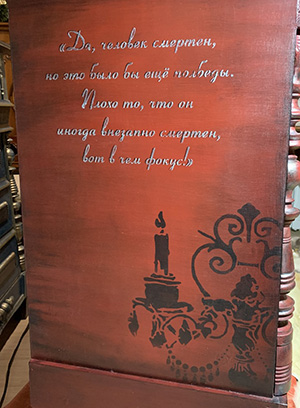 «Да, человек смертен,
но это было бы ещё полбеды.
Плохо то, что он
иногда внезапно смертен,
вот в чем фокус!»